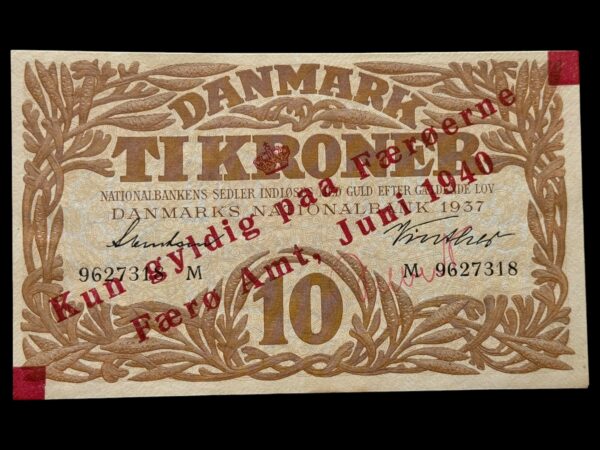 DANMARK
TI KRONER
NATIONALBANKENS SEDLER INDLØSES MED GULD EFTER GÆLDENDE LOV
DANMARKS NATIONALBANK 1937
Svendsen
9627318 M
M 9627318
10
Kun gyldig paa Færøerne
Færø Amt, Juni 1940